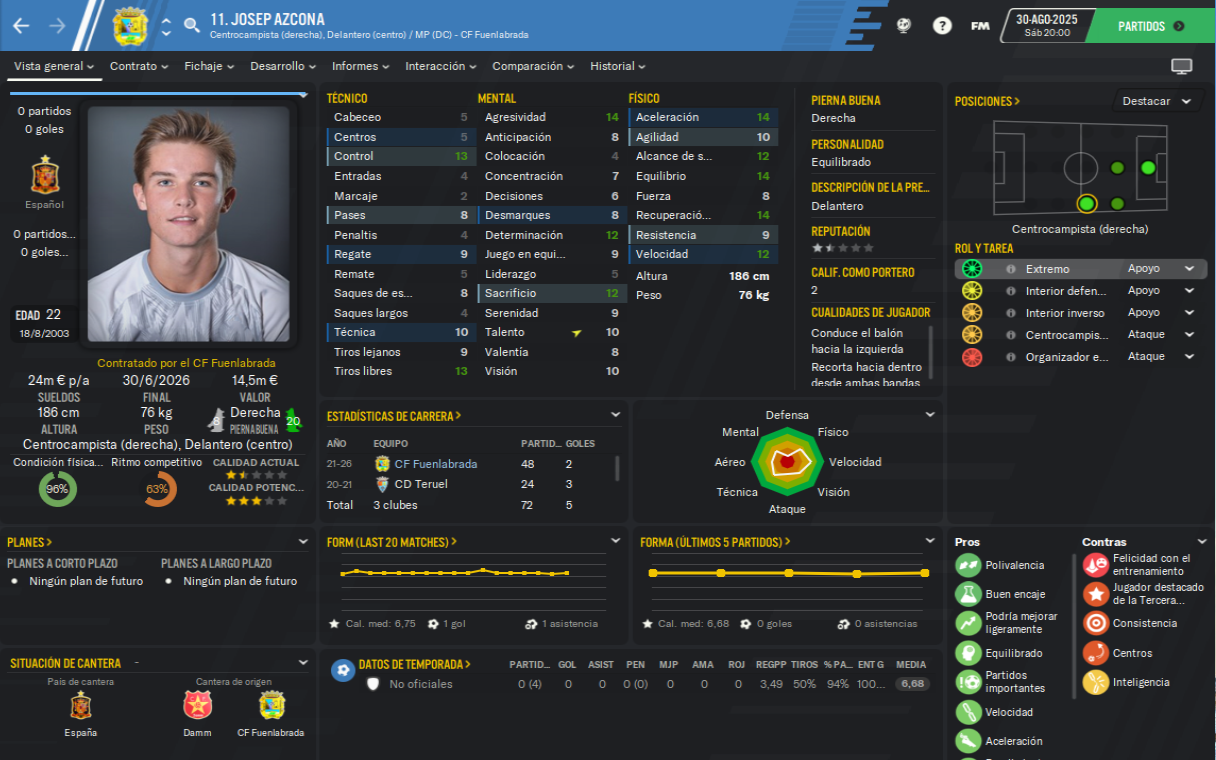 11. JOSEP AZCONA
Centrocampista (derecha), Delantero (centro) / MP (DC) - CF Fuenlabrada
?
FM
30-AGO-2025
Sáb 20:00
PARTIDOS
Vista general
Contrato
Fichaje
Desarrollo
Informes
Interacción
Comparación
Historial
0 partidos
0 goles
Español
0 partidos...
0 goles...
EDAD 22
18/8/2003
Contratado por el CF Fuenlabrada
24m € p/a 30/6/2026 14,5m €
SUELDOS FINAL VALOR
186 cm 76 kg Derecha
ALTURA PESO 8 PIERNA BUENA 20
Centrocampista (derecha), Delantero (centro)
Condición física... Ritmo competitivo CALIDAD ACTUAL
96% 63%
CALIDAD POTENC...
TÉCNICO
Cabeceo 5
Centros 5
Control 13
Entradas 4
Marcaje 2
Pases 8
Penaltis 4
Regate 9
Remate 5
Saques de es... 8
Saques largos 4
Técnica 10
Tiros lejanos 9
Tiros libres 13
MENTAL
Agresividad 14
Anticipación 8
Colocación 4
Concentración 7
Decisiones 6
Desmarques 8
Determinación 12
Juego en equi... 9
Liderazgo 5
Sacrificio 12
Serenidad 9
Talento 10
Valentía 8
Visión 10
FÍSICO
Aceleración 14
Agilidad 10
Alcance de s... 12
Equilibrio 14
Fuerza 8
Recuperació... 14
Resistencia 9
Velocidad 12
Altura 186 cm
Peso 76 kg
PIERNA BUENA
Derecha
PERSONALIDAD
Equilibrado
DESCRIPCIÓN DE LA PRE...
Delantero
REPUTACIÓN
CALIF. COMO PORTERO
2
CUALIDADES DE JUGADOR
Conduce el balón
hacia la izquierda
Recorta hacia dentro
desde ambas bandas
POSICIONES >
Destacar
Centrocampista (derecha)
ROL Y TAREA
Extremo Apoyo
Interior defen... Apoyo
Interior inverso Apoyo
Centrocampis... Ataque
Organizador e... Ataque
ESTADÍSTICAS DE CARRERA >
AÑO EQUIPO PARTID... GOLES
21-26 CF Fuenlabrada 48 2
20-21 CD Teruel 24 3
Total 3 clubes 72 5
Defensa
Mental Físico
Aéreo Velocidad
Técnica Visión
Ataque
PLANES >
PLANES A CORTO PLAZO PLANES A LARGO PLAZO
Ningún plan de futuro Ningún plan de futuro
FORM (LAST 20 MATCHES) >
Cal. med: 6,75 1 gol 1 asistencia
FORMA (ÚLTIMOS 5 PARTIDOS) >
Cal. med: 6,68 0 goles 0 asistencias
Pros
Polivalencia
Buen encaje
Podría mejorar
ligeramente
Equilibrado
Partidos
importantes
Velocidad
Aceleración
Contras
Felicidad con el
entrenamiento
Jugador destacado
de la Tercera...
Consistencia
Centros
Inteligencia
SITUACIÓN DE CANTERA -
País de cantera Cantera de origen
España Damm CF Fuenlabrada
DATOS DE TEMPORADA > PARTID... GOL ASIST PEN MJP AMA ROJ REGPP TIROS % PA... ENT G MEDIA
No oficiales 0 (4) 0 0 0 (0) 0 0 0 3,49 50% 94% 100... 6,68